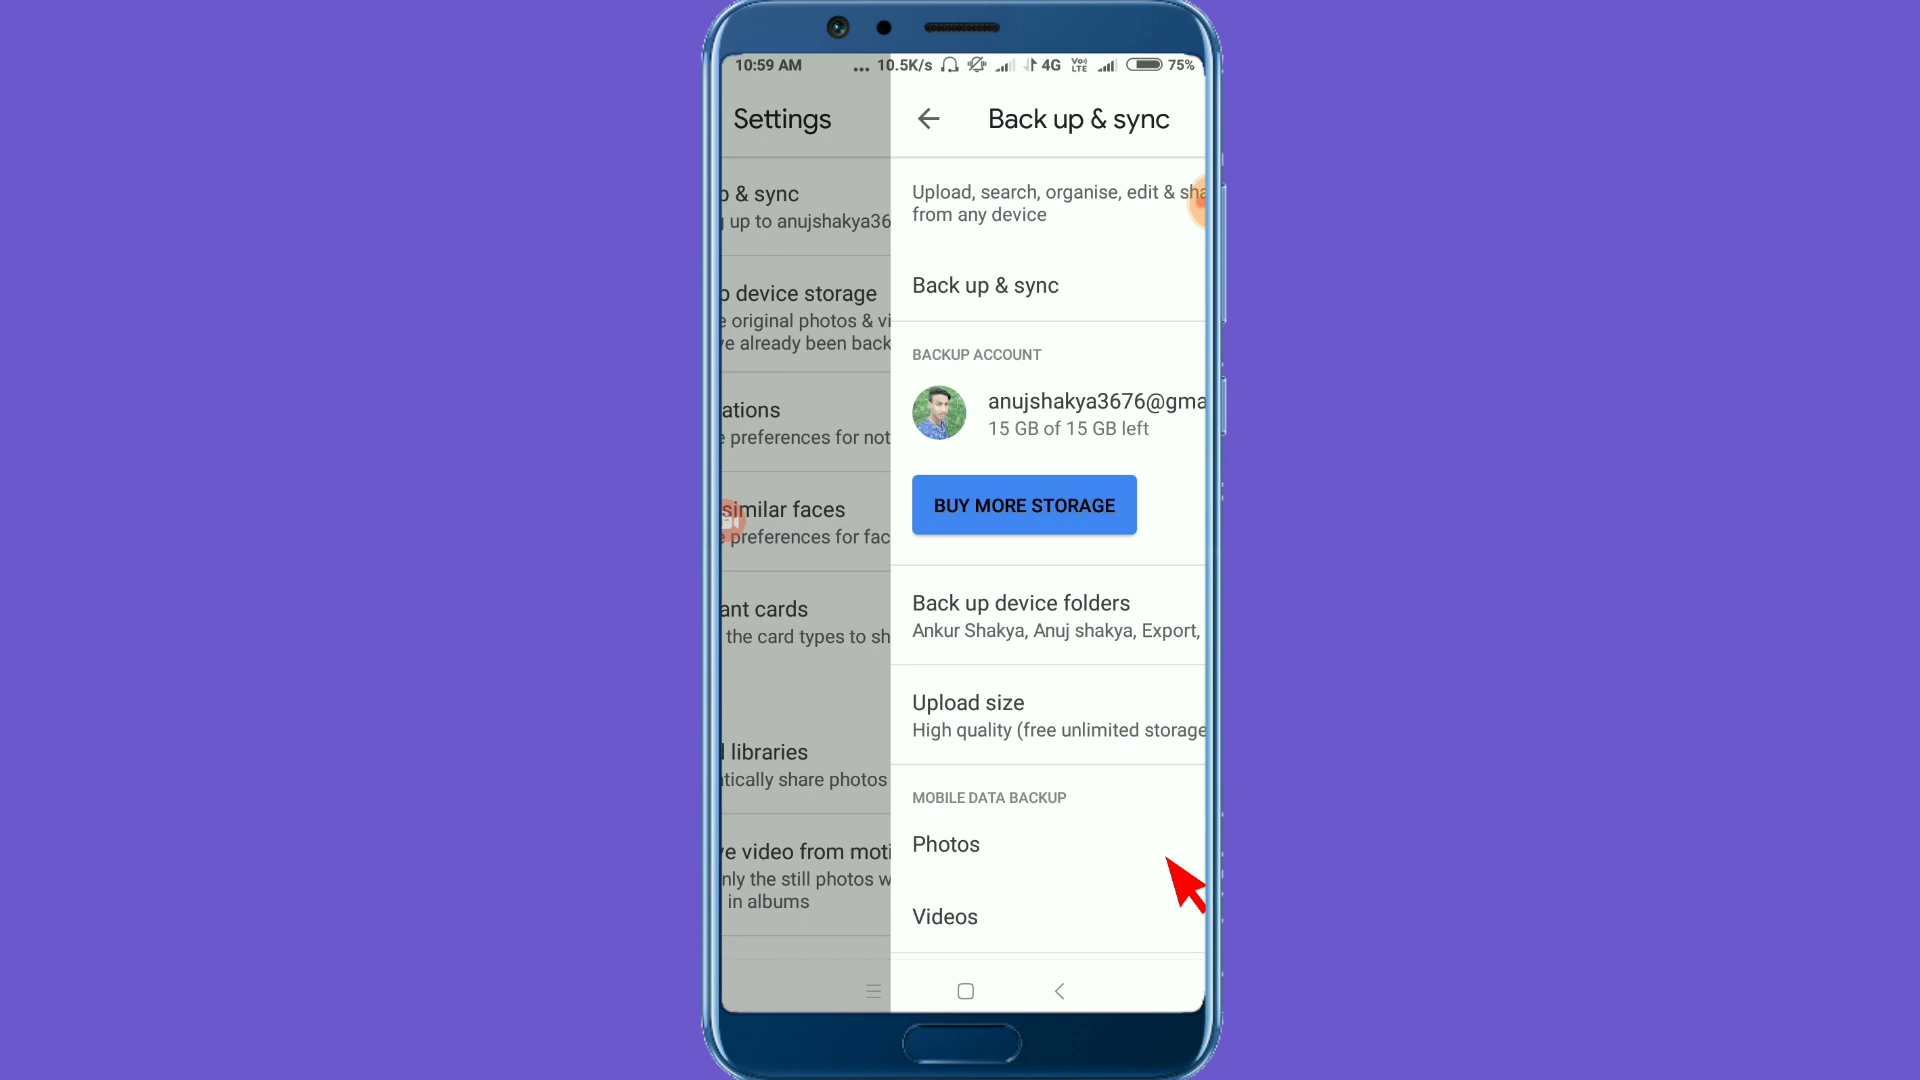 10:59 AM ... 10.5K/s 4G Vo) LTE 75%
Settings
& sync
up to anujshakya36
device storage
original photos & vi
already been back
ations
preferences for not
similar faces
preferences for fac
ant cards
the card types to sh
libraries
tically share photos
video from moti
nly the still photos w
in albums
Back up & sync
Upload, search, organise, edit & sha
from any device
Back up & sync
BACKUP ACCOUNT
anujshakya3676@gma
15 GB of 15 GB left
BUY MORE STORAGE
Back up device folders
Ankur Shakya, Anuj shakya, Export,
Upload size
High quality (free unlimited storage
MOBILE DATA BACKUP
Photos
Videos